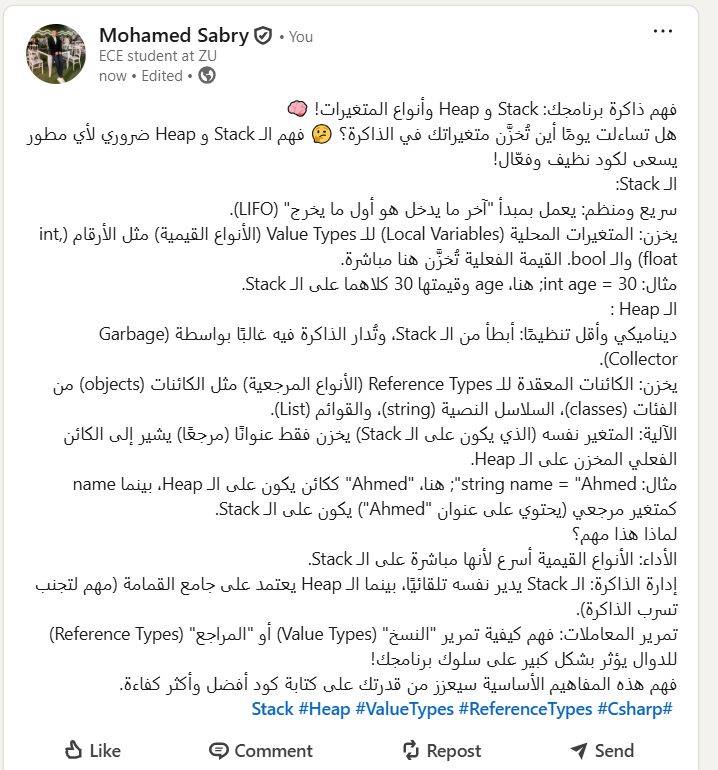 Mohamed Sabry • You
ECE student at ZU
now • Edited •
فهم ذاكرة برنامجك: Stack و Heap وأنواع المتغيرات! 🧠
هل تساءلت يومًا أين تُخزَّن متغيراتك في الذاكرة؟ 🤔 فهم الـ Stack و Heap ضروري لأي مطور
يسعى لكود نظيف وفعّال!
الـ Stack:
سريع ومنظم: يعمل بمبدأ "آخر ما يدخل هو أول ما يخرج" (LIFO).
يخزن: المتغيرات المحلية (Local Variables) للـ Value Types (الأنواع القيمية) مثل الأرقام (int,
float) والـ bool. القيمة الفعلية تُخزَّن هنا مباشرة.
مثال: int age = 30; هنا، age وقيمتها 30 كلاهما على الـ Stack.
الـ Heap :
ديناميكي وأقل تنظيمًا: أبطأ من الـ Stack، وتُدار الذاكرة فيه غالبًا بواسطة (Garbage
Collector).
يخزن: الكائنات المعقدة للـ Reference Types (الأنواع المرجعية) مثل الكائنات (objects) من
الفئات (classes)، السلاسل النصية (string)، والقوائم (List).
الآلية: المتغير نفسه (الذي يكون على الـ Stack) يخزن فقط عنوانًا (مرجعًا) يشير إلى الكائن
الفعلي المخزن على الـ Heap.
مثال: string name = "Ahmed"; هنا، "Ahmed" ككائن يكون على الـ Heap، بينما name
كمتغير مرجعي (يحتوي على عنوان "Ahmed") يكون على الـ Stack.
لماذا هذا مهم؟
الأداء: الأنواع القيمية أسرع لأنها مباشرة على الـ Stack.
إدارة الذاكرة: الـ Stack يدير نفسه تلقائيًا، بينما الـ Heap يعتمد على جامع القمامة (مهم لتجنب
تسرب الذاكرة).
تمرير المعاملات: فهم كيفية تمرير "النسخ" (Value Types) أو "المراجع" (Reference Types)
للدوال يؤثر بشكل كبير على سلوك برنامجك!
فهم هذه المفاهيم الأساسية سيعزز من قدرتك على كتابة كود أفضل وأكثر كفاءة.
#Stack #Heap #ValueTypes #ReferenceTypes #Csharp
Like Comment Repost Send